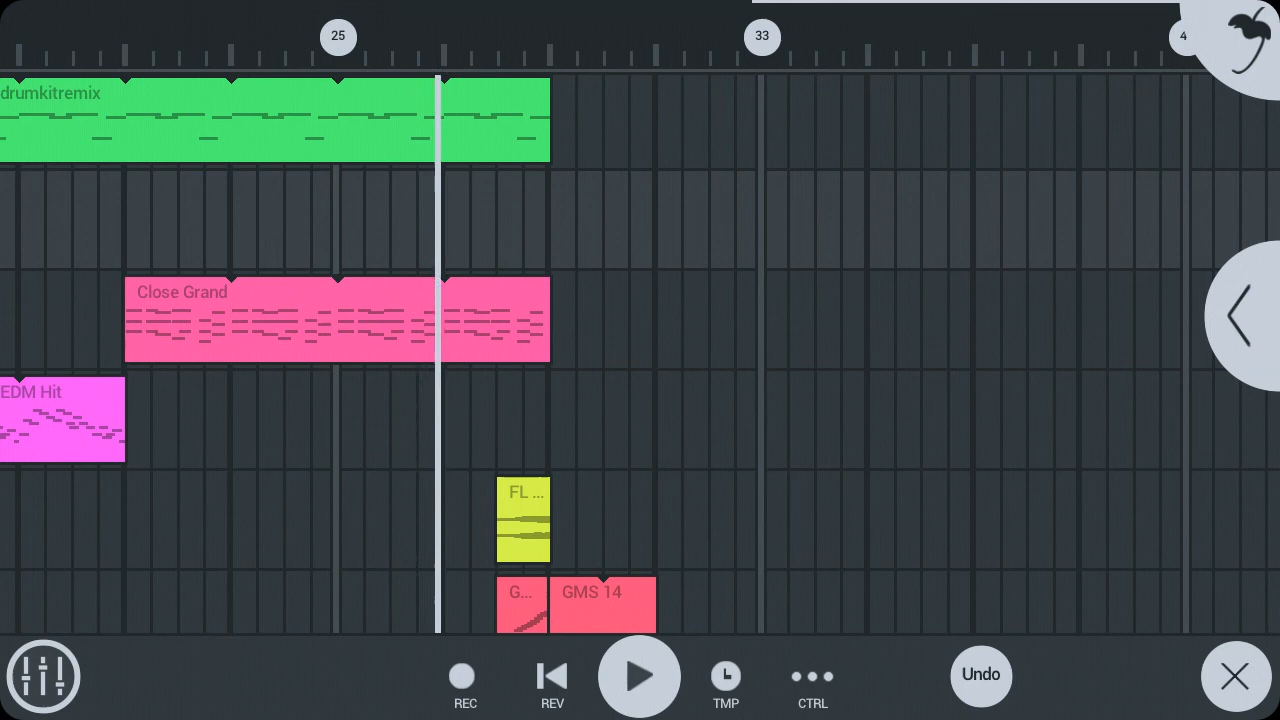 25
33
4
drumkitremix
Close Grand
EDM Hit
FL ...
G...
GMS 14
REC
REV
TMP
CTRL
Undo